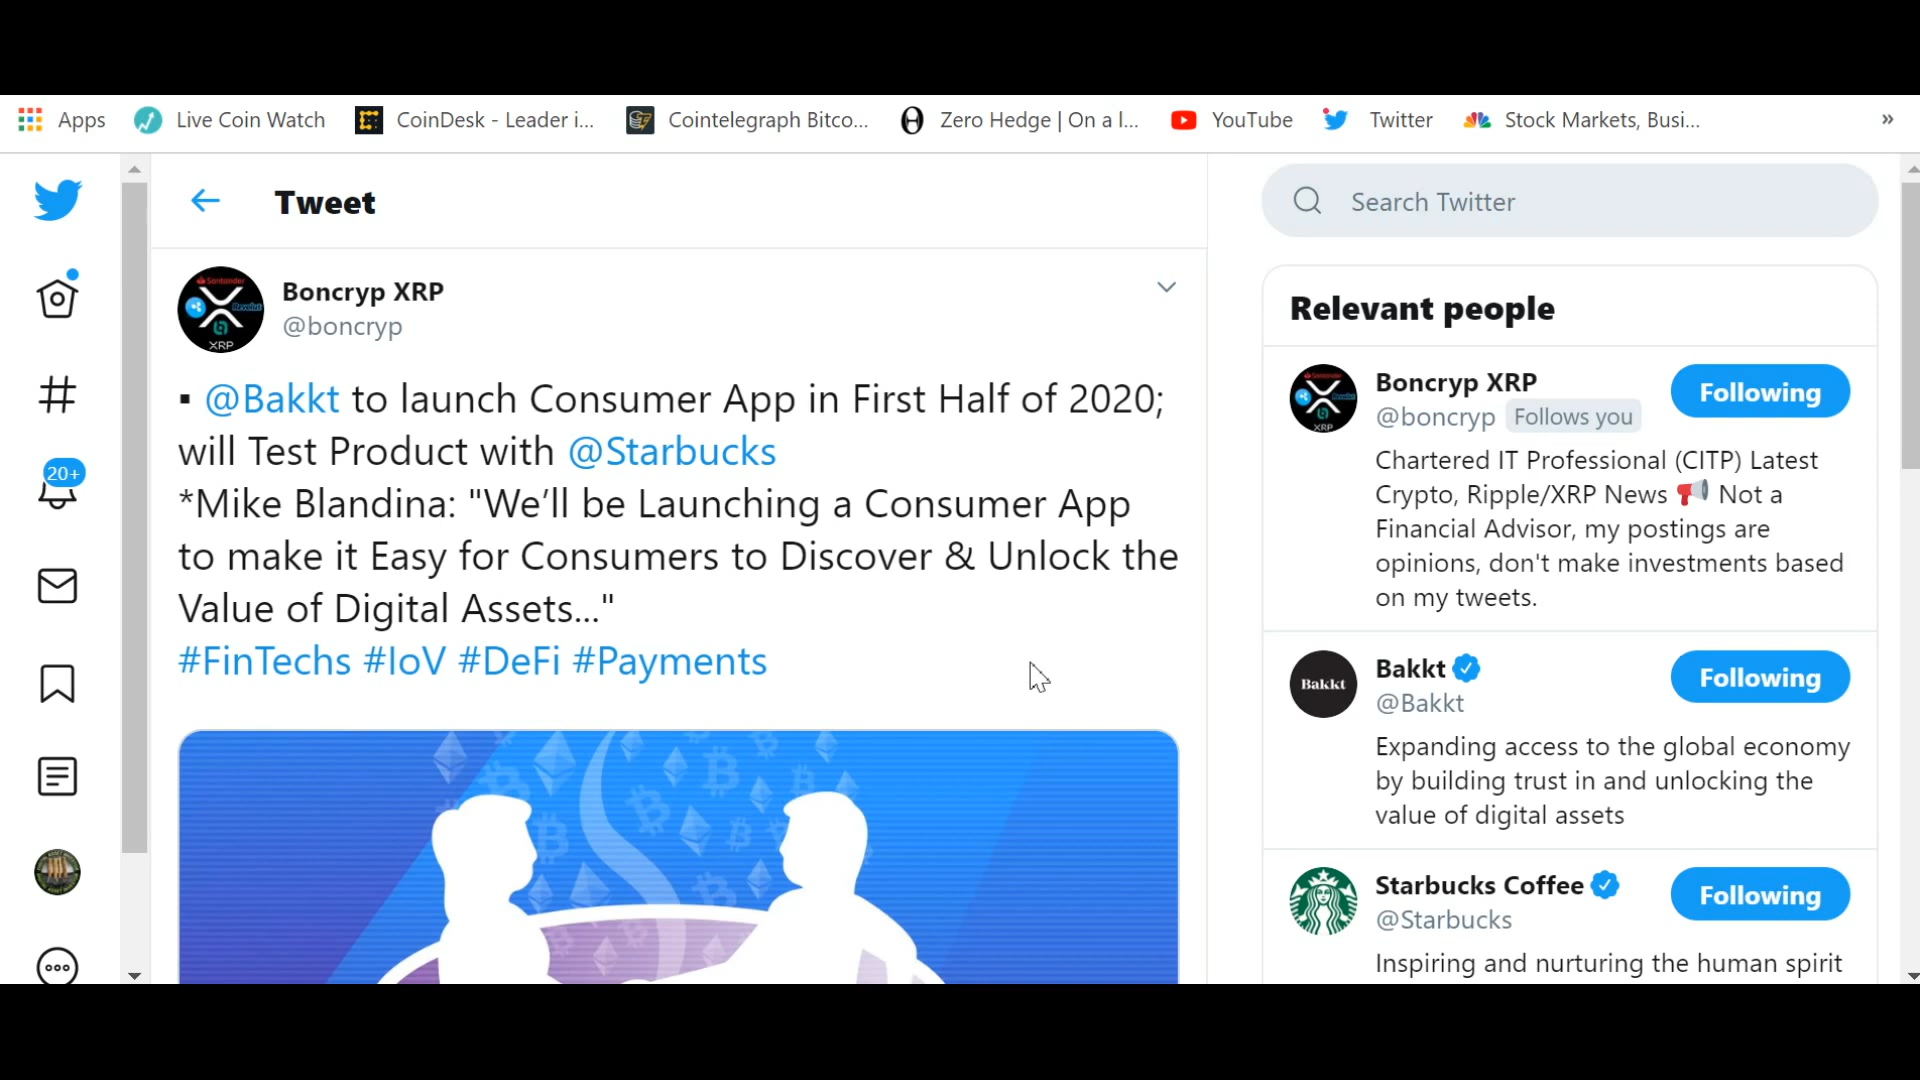 Apps Live Coin Watch CoinDesk - Leader i... Cointelegraph Bitco... Zero Hedge | On a l... YouTube Twitter Stock Markets, Busi... »
Tweet
Boncryp XRP
@boncryp
▪ @Bakkt to launch Consumer App in First Half of 2020;
will Test Product with @Starbucks
*Mike Blandina: "We’ll be Launching a Consumer App
to make it Easy for Consumers to Discover & Unlock the
Value of Digital Assets..."
#FinTechs #IoV #DeFi #Payments
20+
Search Twitter
Relevant people
Boncryp XRP
Following
@boncryp Follows you
Chartered IT Professional (CITP) Latest
Crypto, Ripple/XRP News 📢 Not a
Financial Advisor, my postings are
opinions, don't make investments based
on my tweets.
Bakkt
Bakkt
Following
@Bakkt
Expanding access to the global economy
by building trust in and unlocking the
value of digital assets
Starbucks Coffee
Following
@Starbucks
Inspiring and nurturing the human spirit